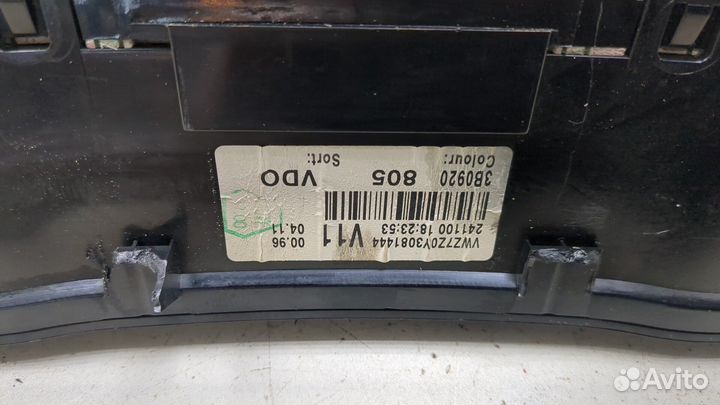 VWZ7Z0Y3081444 V11 00.96
241100 18:23:53 04.11
3B0920 805 VDO
Colour: Sort:
Avito